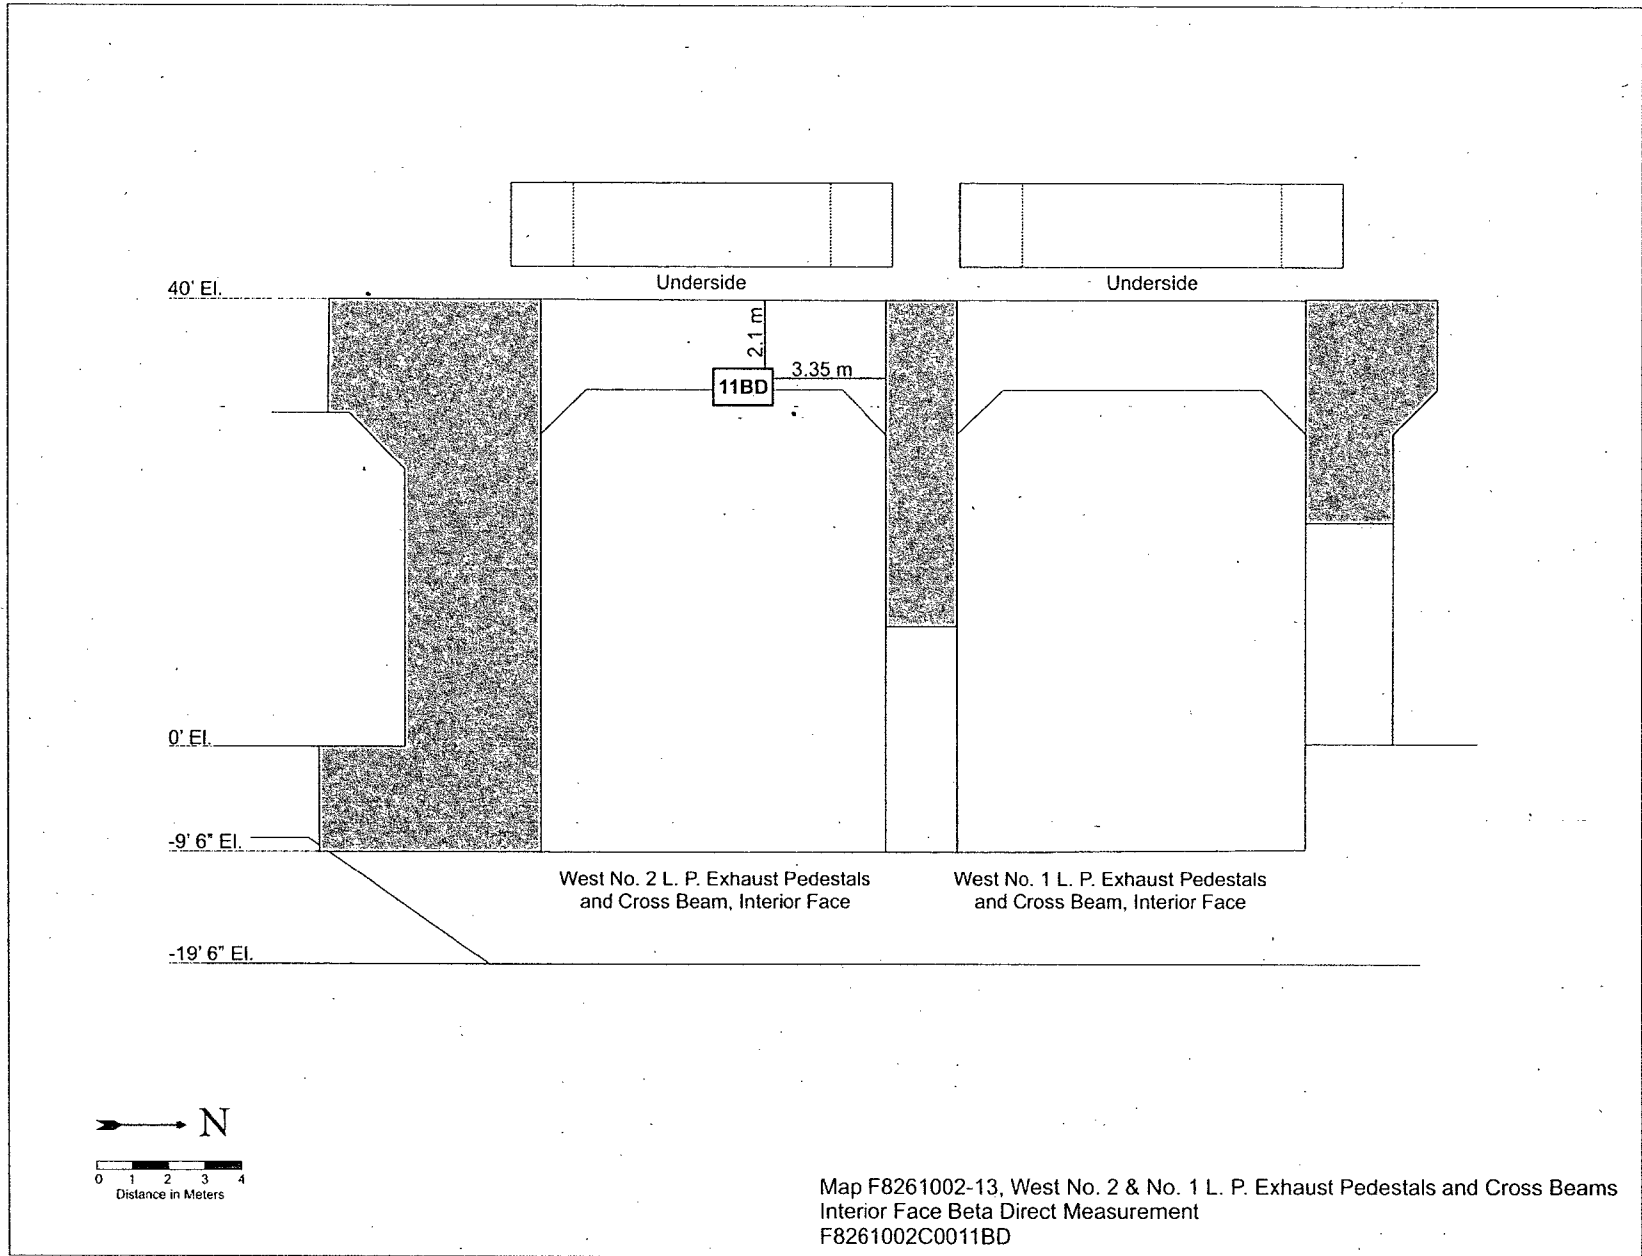 Underside
Underside
40' El.
2.1 m
3.35 m
11BD
0' El.
-9' 6" El.
West No. 2 L. P. Exhaust Pedestals
and Cross Beam, Interior Face
West No. 1 L. P. Exhaust Pedestals
and Cross Beam, Interior Face
-19' 6" El.
N
0 1 2 3 4
Distance in Meters
Map F8261002-13, West No. 2 & No. 1 L. P. Exhaust Pedestals and Cross Beams
Interior Face Beta Direct Measurement
F8261002C0011BD